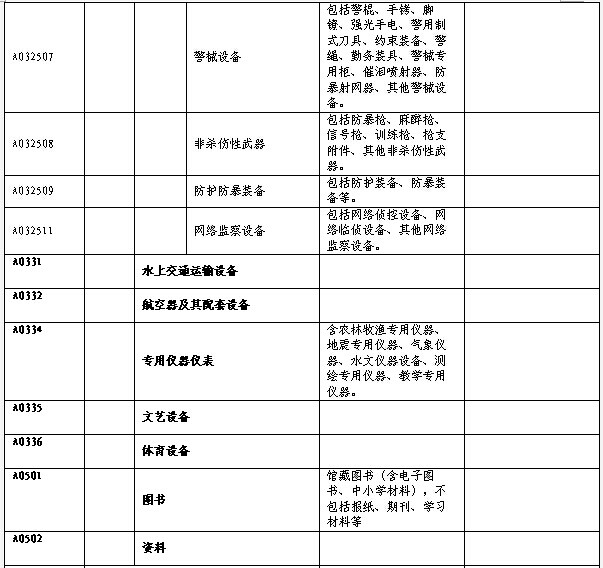 A032507
警械设备
包括警棍、手铐、脚
镣、强光手电、警用制
式刀具、约束装备、警
绳、勤务装具、警械专
用柜、催泪喷射器、防
暴射网器、其他警械设
备。
A032508
非杀伤性武器
包括防暴枪、麻醉枪、
信号枪、训练枪、枪支
附件、其他非杀伤性武
器。
A032509
防护防暴装备
包括防护装备、防暴装
备等。
A032511
网络监察设备
包括网络侦控设备、网
络临侦设备、其他网络
监察设备。
A0331
水上交通运输设备
A0332
航空器及其配套设备
A0334
专用仪器仪表
含农林牧渔专用仪器、
地震专用仪器、气象仪
器、水文仪器设备、测
绘专用仪器、教学专用
仪器。
A0335
文艺设备
A0336
体育设备
A0501
图书
馆藏图书（含电子图
书、中小学材料），不
包括报纸、期刊、学习
材料等
A0502
资料